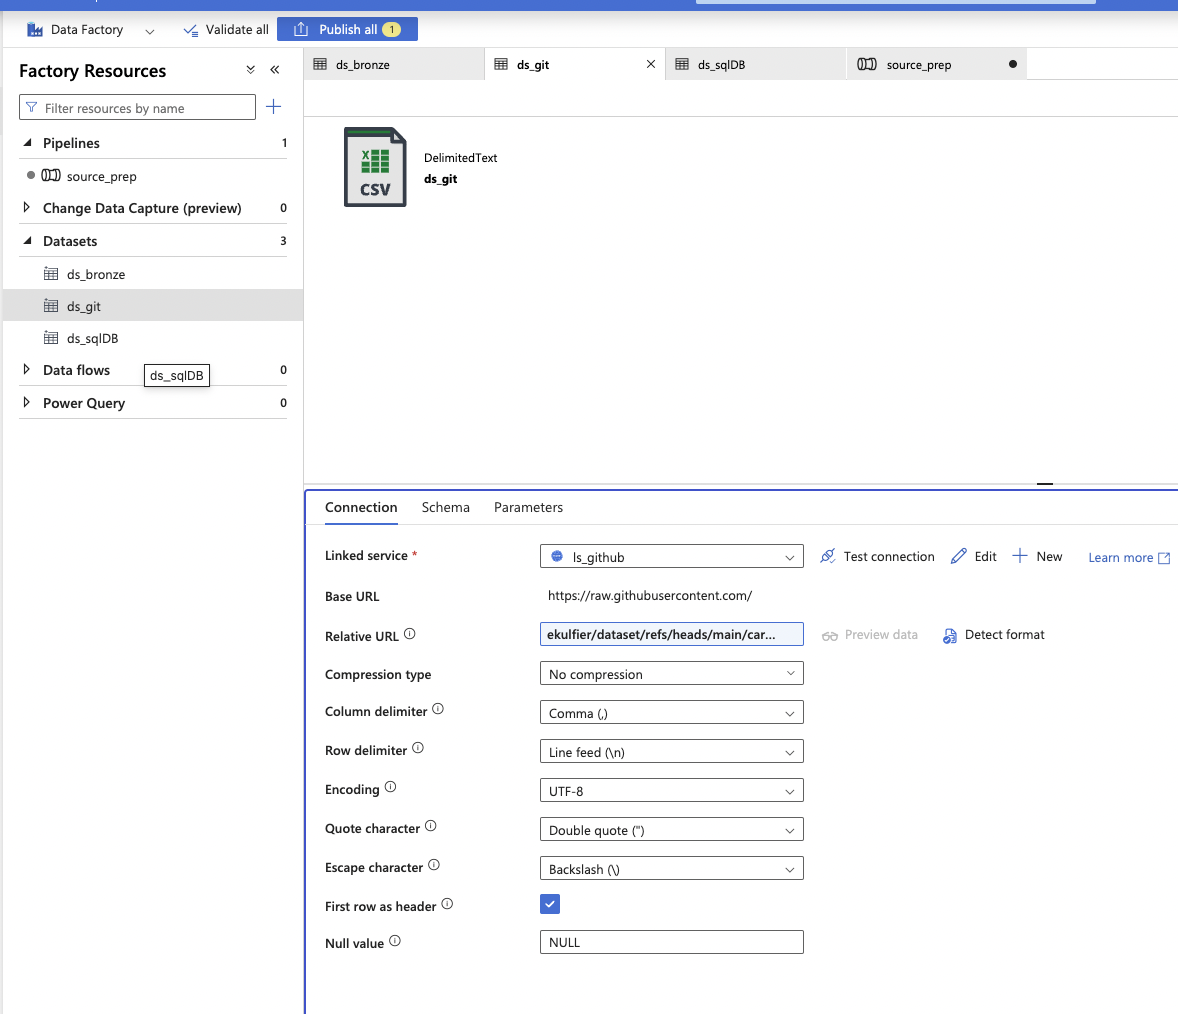 Data Factory
Validate all
Publish all 1
Factory Resources
Filter resources by name
Pipelines 1
source_prep
Change Data Capture (preview) 0
Datasets 3
ds_bronze
ds_git
ds_sqlDB
Data flows 0
ds_sqlDB
Power Query 0
ds_bronze
ds_git
ds_sqlDB
source_prep
X
CSV
DelimitedText
ds_git
Connection
Schema
Parameters
Linked service *
ls_github
Test connection
Edit
New
Learn more
Base URL
https://raw.githubusercontent.com/
Relative URL
ekulfier/dataset/refs/heads/main/car...
Preview data
Detect format
Compression type
No compression
Column delimiter
Comma (,)
Row delimiter
Line feed (\n)
Encoding
UTF-8
Quote character
Double quote (")
Escape character
Backslash (\)
First row as header
Null value
NULL